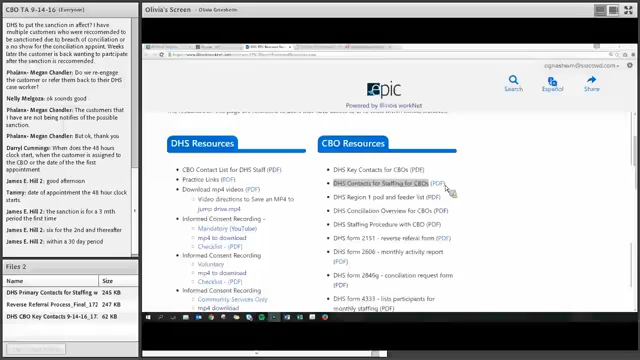 CBO TA 9-14-16 (Everyone)
Olivia's Screen - Olivia Gnesheim
DHS to put the sanction in affect? I have
multiple customers who were recommended to
be sanctioned due to breach of conciliation or
a no show for the conciliation appoint. Weeks
later the customer is back wanting to participate
after the sanction is recommended.
Phalanx- Megan Chandler: Do we re-engage
the customer or refer them back to their DHS
case worker?
Nelly Melgoza: ok sounds good
Phalanx- Megan Chandler: The customers that
I have are not being notifies of the possible
sanction.
Phalanx- Megan Chandler: But ok, thank you
Darryl Cummings: When does the 48 hours
clock start, when the customer is assigned to
the CBO or the date of the the first
appointment
James E. Hill 2: good afternoon
Tammy: date of appointment the 48 hour clock
starts.
James E. Hill 2: the sanction is for a 3 mth
period the first time
James E. Hill 2: six for the 2nd and thereafter
James E. Hill 2: within a 30 day period
Files 2
Name
Size
DHS Primary Contacts for Staffing w
245 KB
Reverse Referral Process_Final_172
247 KB
DHS CBO Key Contacts 9-14-16_17
62 KB
epic
Powered by Illinois workNet
Search
Español
Share
DHS Resources
CBO Contact List for DHS Staff (PDF)
Practice Links (PDF)
Download mp4 videos (PDF)
Video directions to Save an MP4 to
jump drive.mp4
Informed Consent Recording -
Mandatory (YouTube)
mp4 to download
Checklist - (PDF)
Informed Consent Recording
Voluntary
mp4 to download
Checklist - (PDF)
Informed Consent Recording
Community Services Only
mp4 download
CBO Resources
DHS Key Contacts for CBOs (PDF)
DHS Contacts for Staffing for CBOs (PDF)
DHS Region 1 pod and feeder list (PDF)
DHS Conciliation Overview for CBOs (PDF)
DHS Staffing Procedure with CBO (PDF)
DHS form 2151 - reverse referal form (PDF)
DHS form 2606 - monthly activity report
(PDF)
DHS form 2846g - conciliation request form
(PDF)
DHS form 4333 - lists participants for
monthly staffing (PDF)